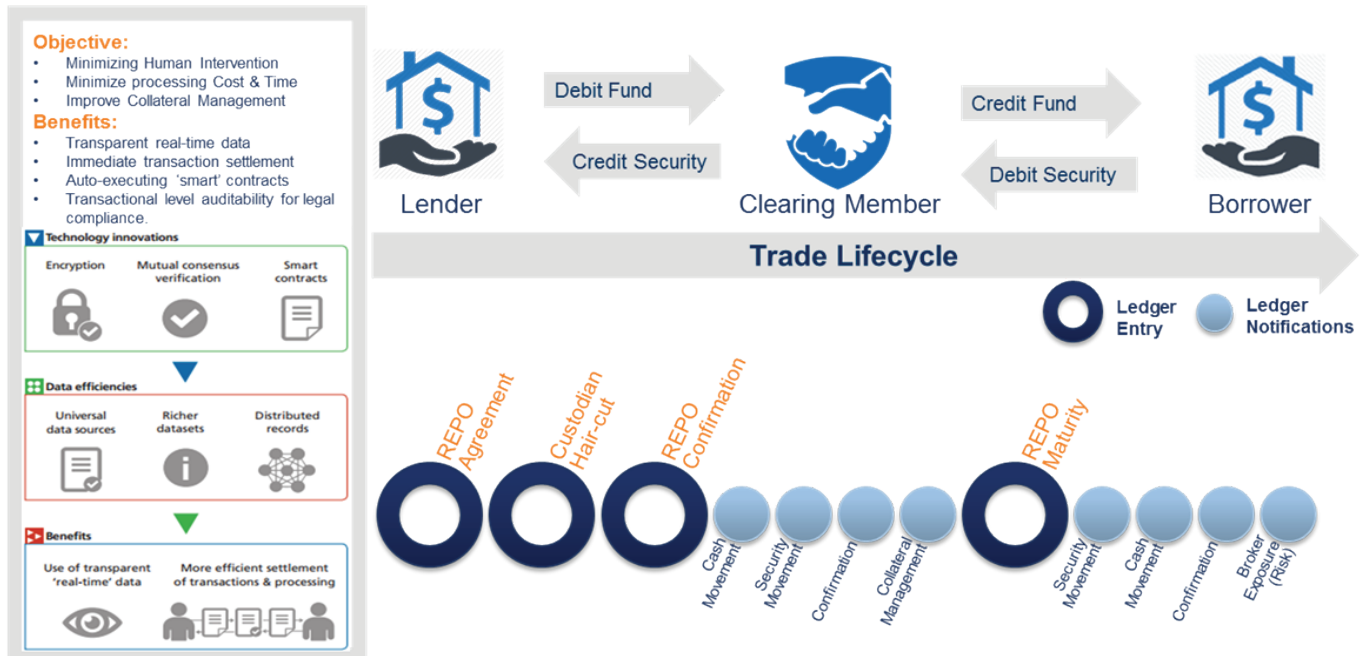 Objective:
• Minimizing Human Intervention
• Minimize processing Cost & Time
• Improve Collateral Management
Benefits:
• Transparent real-time data
• Immediate transaction settlement
• Auto-executing ‘smart’ contracts
• Transactional level auditability for legal
compliance.
Technology innovations
Encryption
Mutual consensus
verification
Smart
contracts
Data efficiencies
Universal
data sources
Richer
datasets
Distributed
records
Benefits
Use of transparent
‘real-time’ data
More efficient settlement
of transactions & processing
Debit Fund
Credit Security
Credit Fund
Debit Security
Lender
Clearing Member
Borrower
Trade Lifecycle
Ledger
Entry
Ledger
Notifications
REPO
Agreement
Custodian
Hair-cut
REPO
Confirmation
REPO
Maturity
Cash
Movement
Security
Movement
Confirmation
Collateral
Management
Security
Movement
Cash
Movement
Confirmation
Broker
Exposure
(Risk)